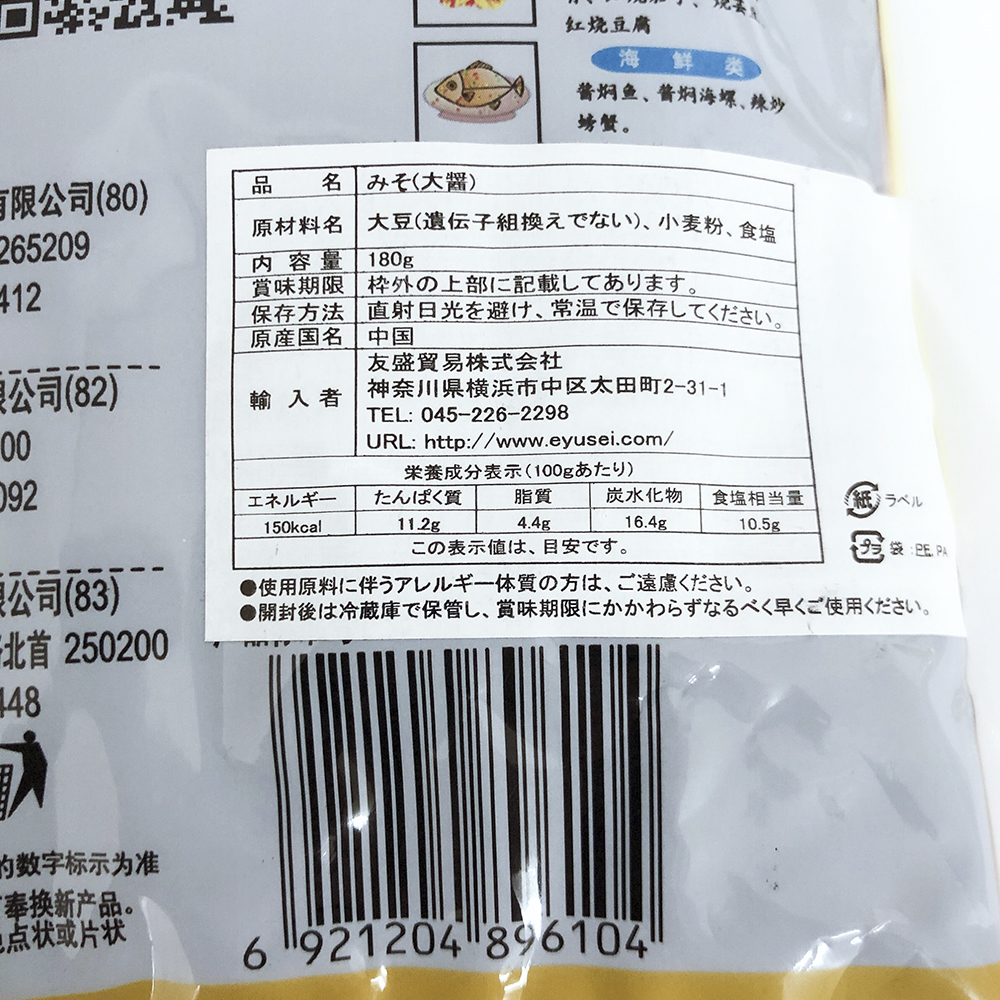 红烧豆腐
海鲜类
酱焖鱼、酱焖海螺、辣炒
螃蟹。
有限公司(80)
265209
412
公司(82)
00
092
公司(83)
北首 250200
448
的数字标示为准
奉换新产品。
点状或片状
品名 みそ(大醤)
原材料名 大豆(遺伝子組換えでない)、小麦粉、食塩
内容量 180g
賞味期限 枠外の上部に記載してあります。
保存方法 直射日光を避け、常温で保存してください。
原産国名 中国
輸入者 友盛貿易株式会社
神奈川県横浜市中区太田町2-31-1
TEL: 045-226-2298
URL: http://www.eyusei.com/
栄養成分表示(100gあたり)
エネルギー たんぱく質 脂質 炭水化物 食塩相当量
150kcal 11.2g 4.4g 16.4g 10.5g
この表示値は、目安です。
紙 ラベル
プラ 袋:PE, PA
●使用原料に伴うアレルギー体質の方は、ご遠慮ください。
●開封後は冷蔵庫で保管し、賞味期限にかかわらずなるべく早くご使用ください。
6 921204 896104